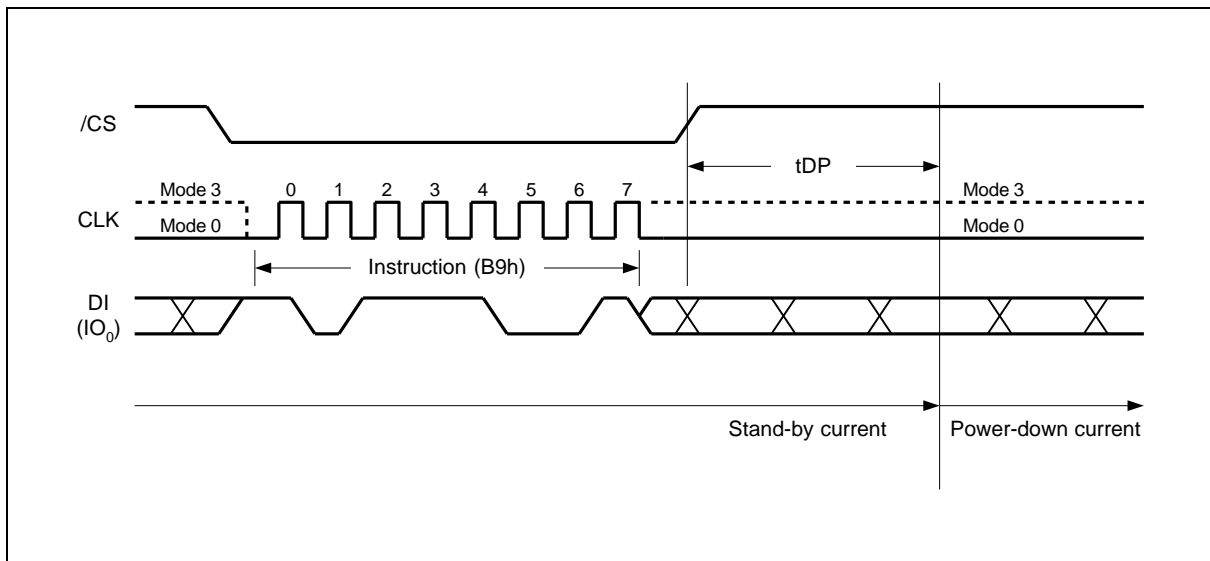 /CS
tDP
Mode 3
0 1 2 3 4 5 6 7
Mode 3
CLK
Mode 0
Mode 0
Instruction (B9h)
DI
(IO0)
Stand-by current
Power-down current